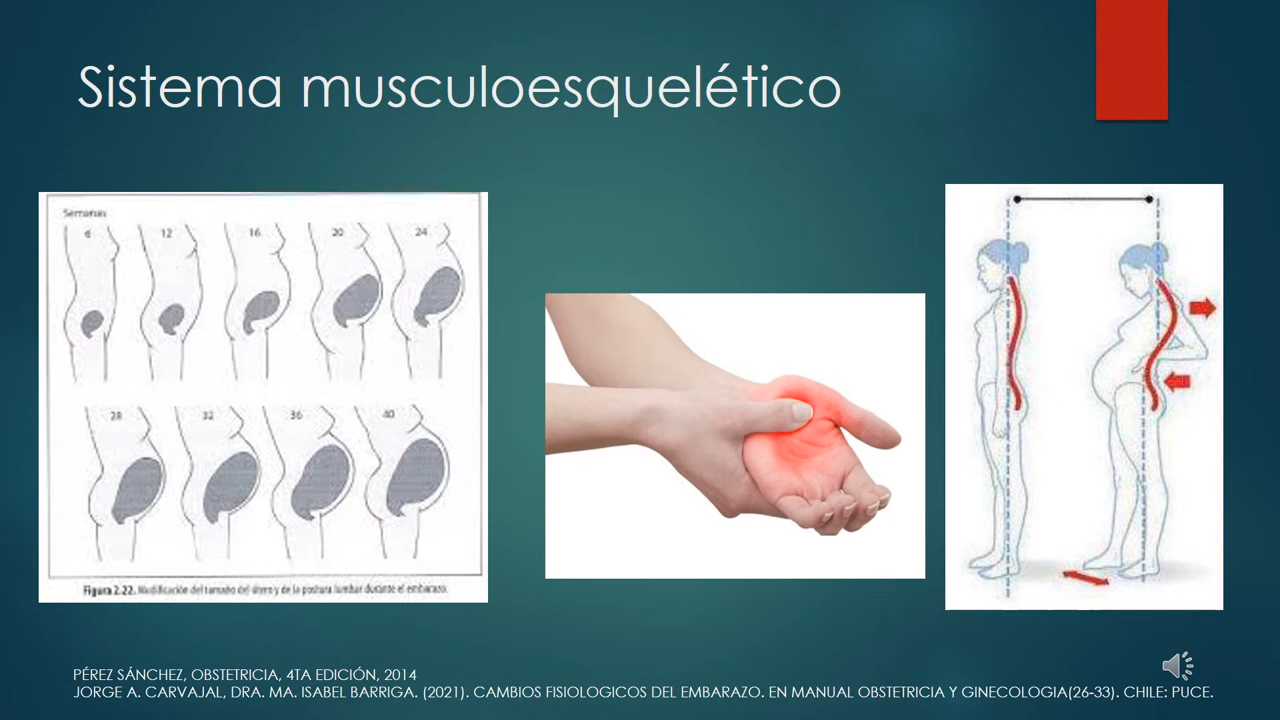 Sistema musculoesquelético
Semanas
6 12 16 20 24
28 32 36 40
Figura 2.22. Modificación del tamaño del útero y de la postura lumbar durante el embarazo.
PÉREZ SÁNCHEZ, OBSTETRICIA, 4TA EDICIÓN, 2014
JORGE A. CARVAJAL, DRA. MA. ISABEL BARRIGA. (2021). CAMBIOS FISIOLOGICOS DEL EMBARAZO. EN MANUAL OBSTETRICIA Y GINECOLOGIA(26-33). CHILE: PUCE.